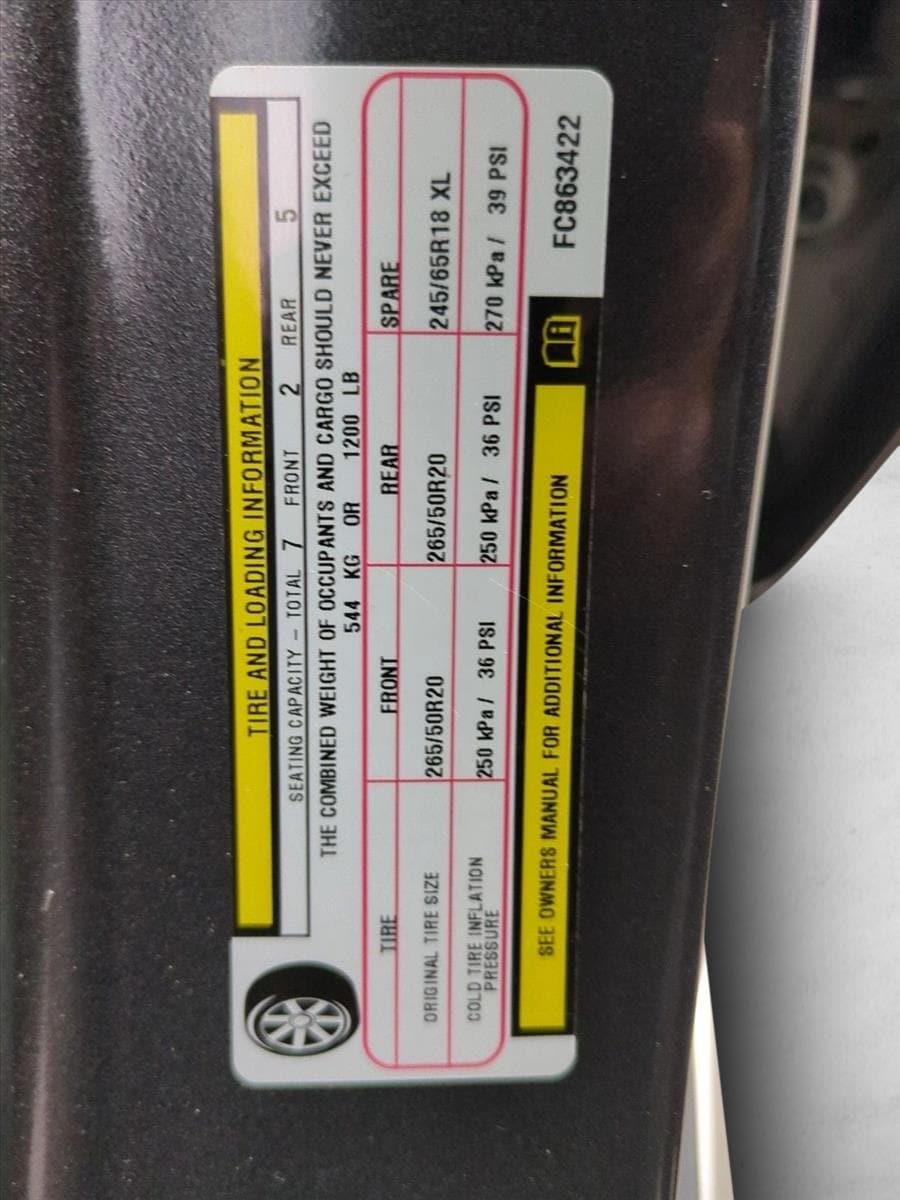 TIRE AND LOADING INFORMATION
SEATING CAPACITY – TOTAL 7 FRONT 2 REAR 5
THE COMBINED WEIGHT OF OCCUPANTS AND CARGO SHOULD NEVER EXCEED
544 KG OR 1200 LB
TIRE FRONT REAR SPARE
ORIGINAL TIRE SIZE 265/50R20 265/50R20 245/65R18 XL
COLD TIRE INFLATION
PRESSURE 250 kPa / 36 PSI 250 kPa / 36 PSI 270 kPa / 39 PSI
SEE OWNERS MANUAL FOR ADDITIONAL INFORMATION
FC863422